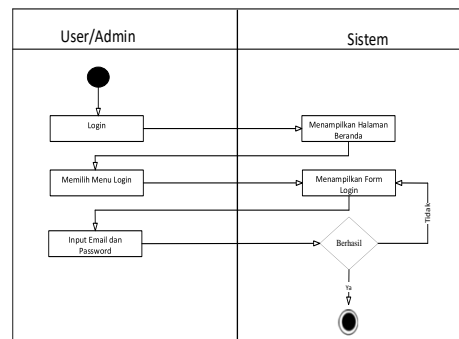 User/Admin
Sistem
Login
Menampilkan Halaman
Beranda
Memilih Menu Login
Menampilkan Form
Login
Input Email dan
Password
Berhasil
Tidak
Ya